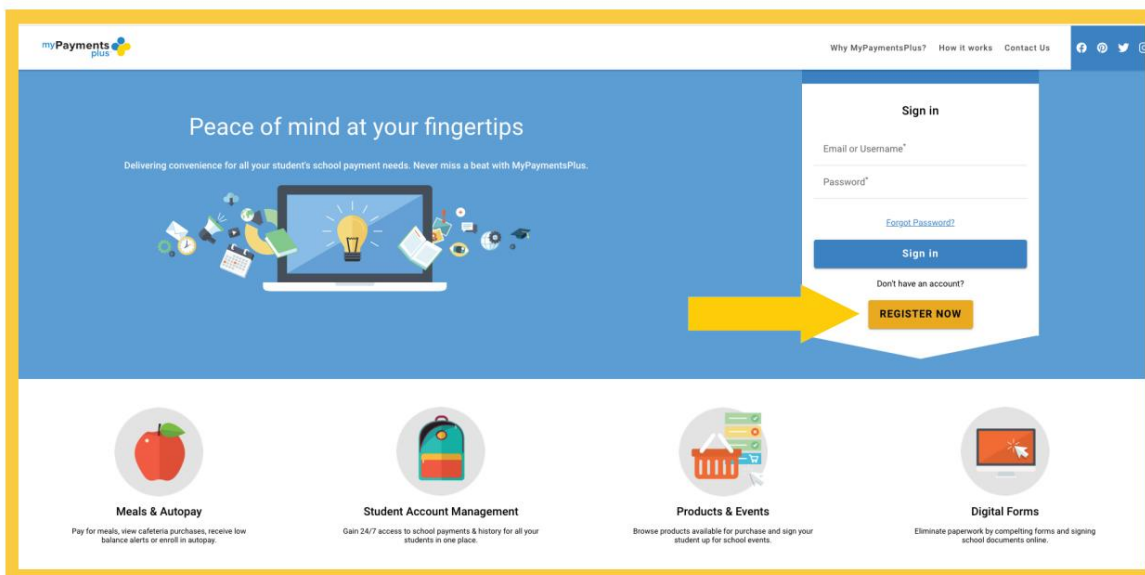 myPayments
plus
Why MyPaymentsPlus? How it works Contact Us
Peace of mind at your fingertips
Delivering convenience for all your student's school payment needs. Never miss a beat with MyPaymentsPlus.
Sign in
Email or Username*
Password*
Forgot Password?
Sign in
Don't have an account?
REGISTER NOW
Meals & Autopay
Pay for meals, view cafeteria purchases, receive low
balance alerts or enroll in autopay.
Student Account Management
Gain 24/7 access to school payments & history for all your
students in one place.
Products & Events
Browse products available for purchase and sign your
student up for school events.
Digital Forms
Eliminate paperwork by compelting forms and signing
school documents online.